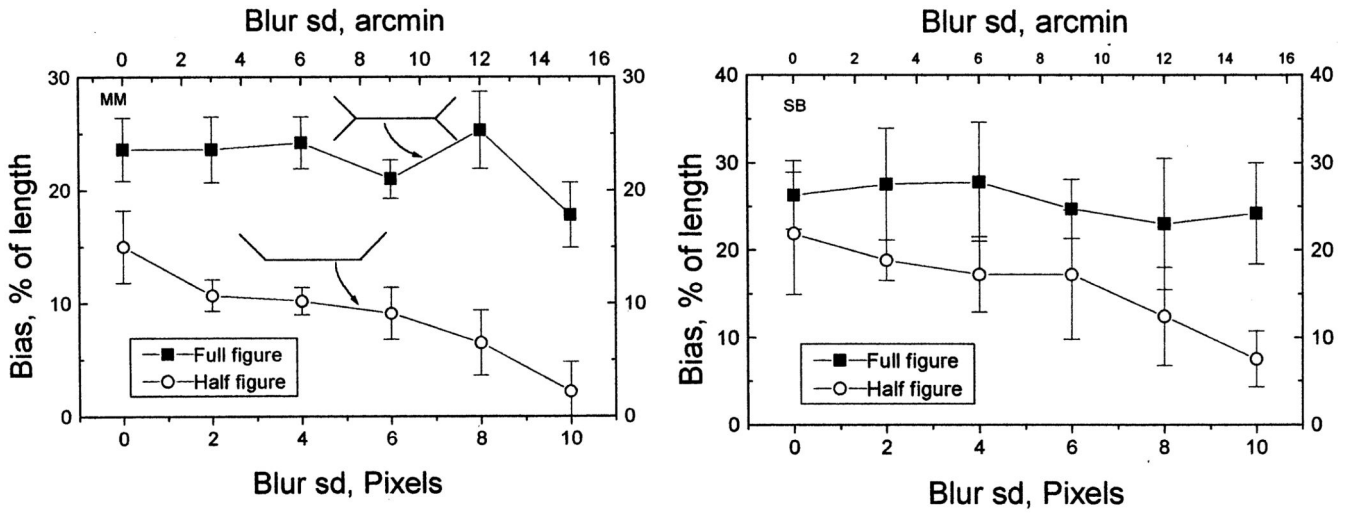 Blur sd, arcmin
0 2 4 6 8 10 12 14 16
30 30
MM
20 20
10 10
Full figure
Half figure
0 0
0 2 4 6 8 10
Bias, % of length
Blur sd, Pixels
Blur sd, arcmin
0 2 4 6 8 10 12 14 16
40 40
SB
30 30
20 20
10 10
Full figure
Half figure
0 0
0 2 4 6 8 10
Bias, % of length
Blur sd, Pixels